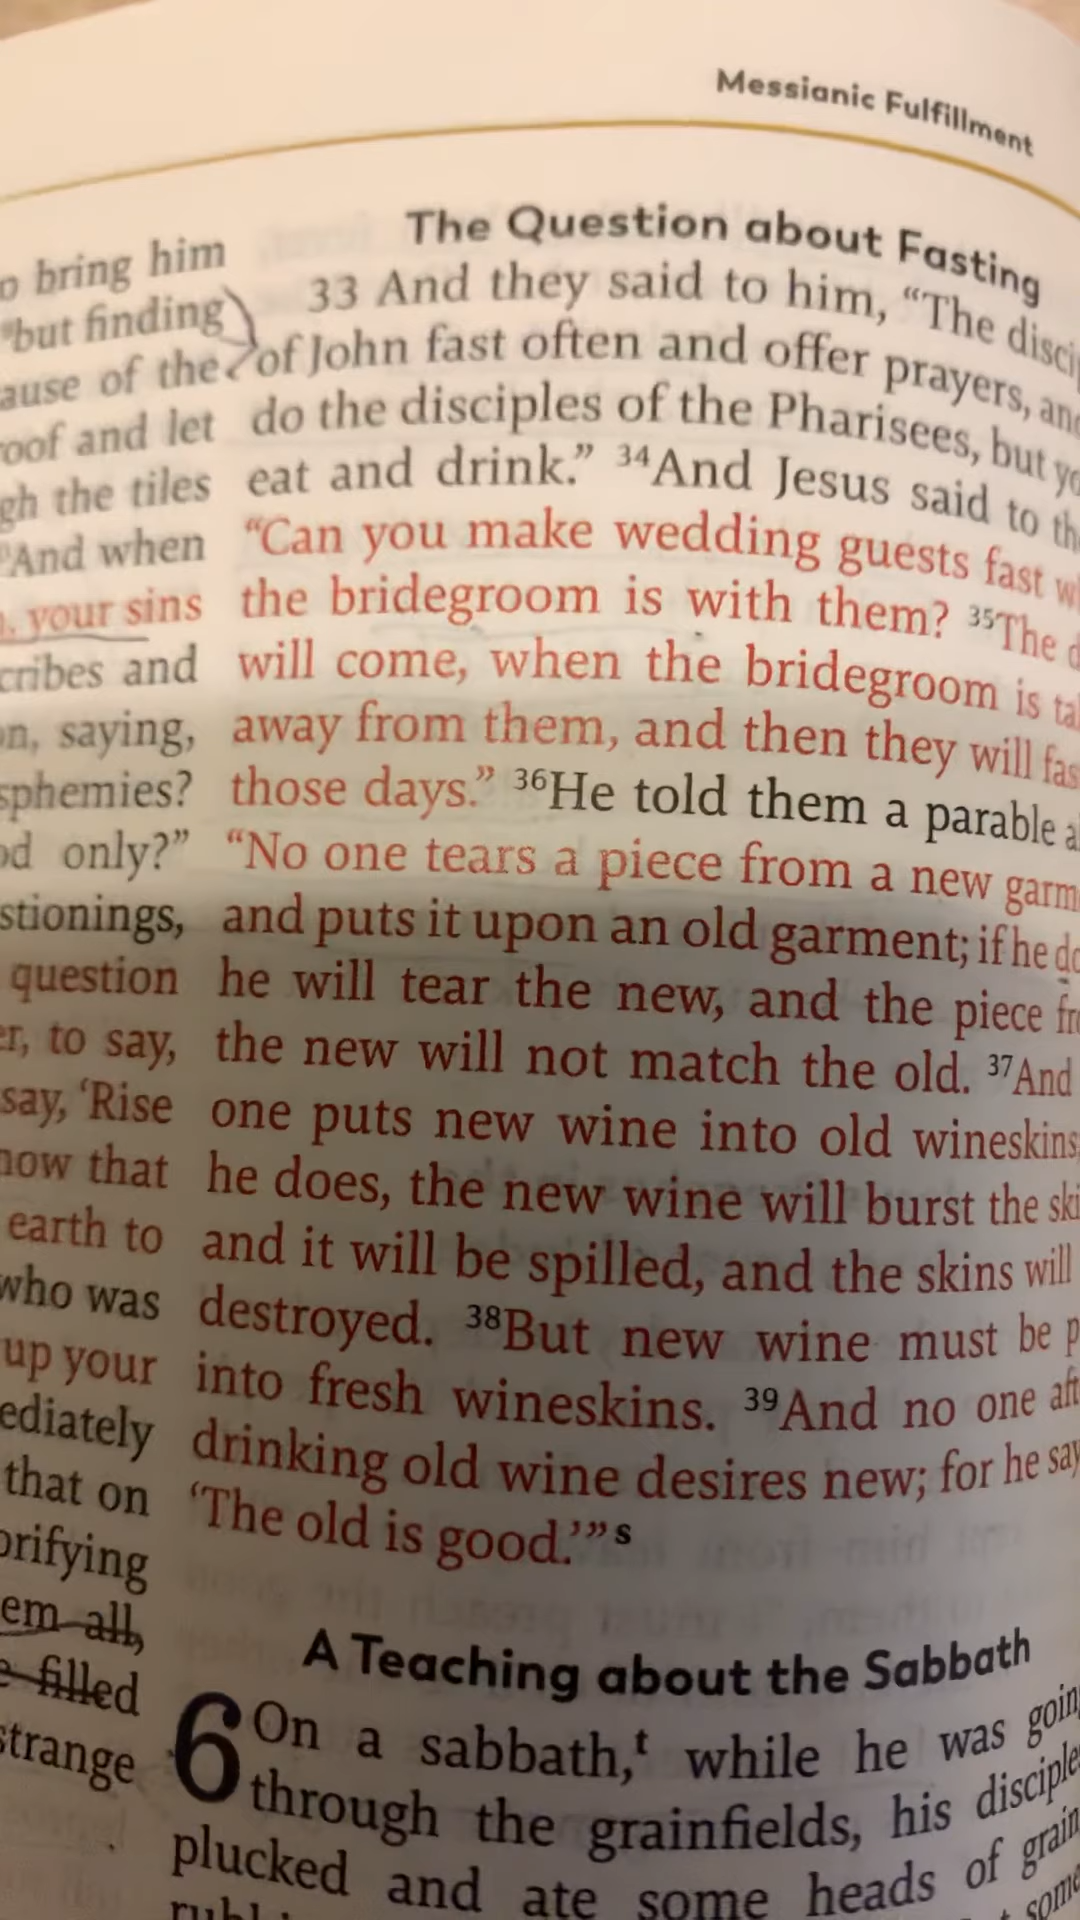 Messianic Fulfillment
bring him
but finding
ause of the
oof and let
gh the tiles
And when
your sins
cribes and
n, saying,
sphemies?
d only?”
stionings,
question
er, to say,
say, ‘Rise
now that
earth to
who was
up your
ediately
that on
orifying
em all,
filled
strange
The Question about Fasting
33 And they said to him, “The discip
of John fast often and offer prayers, and
do the disciples of the Pharisees, but yo
eat and drink.” 34And Jesus said to th
“Can you make wedding guests fast wh
the bridegroom is with them? 35The d
will come, when the bridegroom is tak
away from them, and then they will fas
those days.” 36He told them a parable a
“No one tears a piece from a new garm
and puts it upon an old garment; if he do
he will tear the new, and the piece fro
the new will not match the old. 37And
one puts new wine into old wineskins;
he does, the new wine will burst the ski
and it will be spilled, and the skins will
destroyed. 38But new wine must be p
into fresh wineskins. 39And no one aft
drinking old wine desires new; for he say
‘The old is good.’”s
A Teaching about the Sabbath
6 On a sabbath,t while he was going
through the grainfields, his disciple
plucked and ate some heads of grain
some